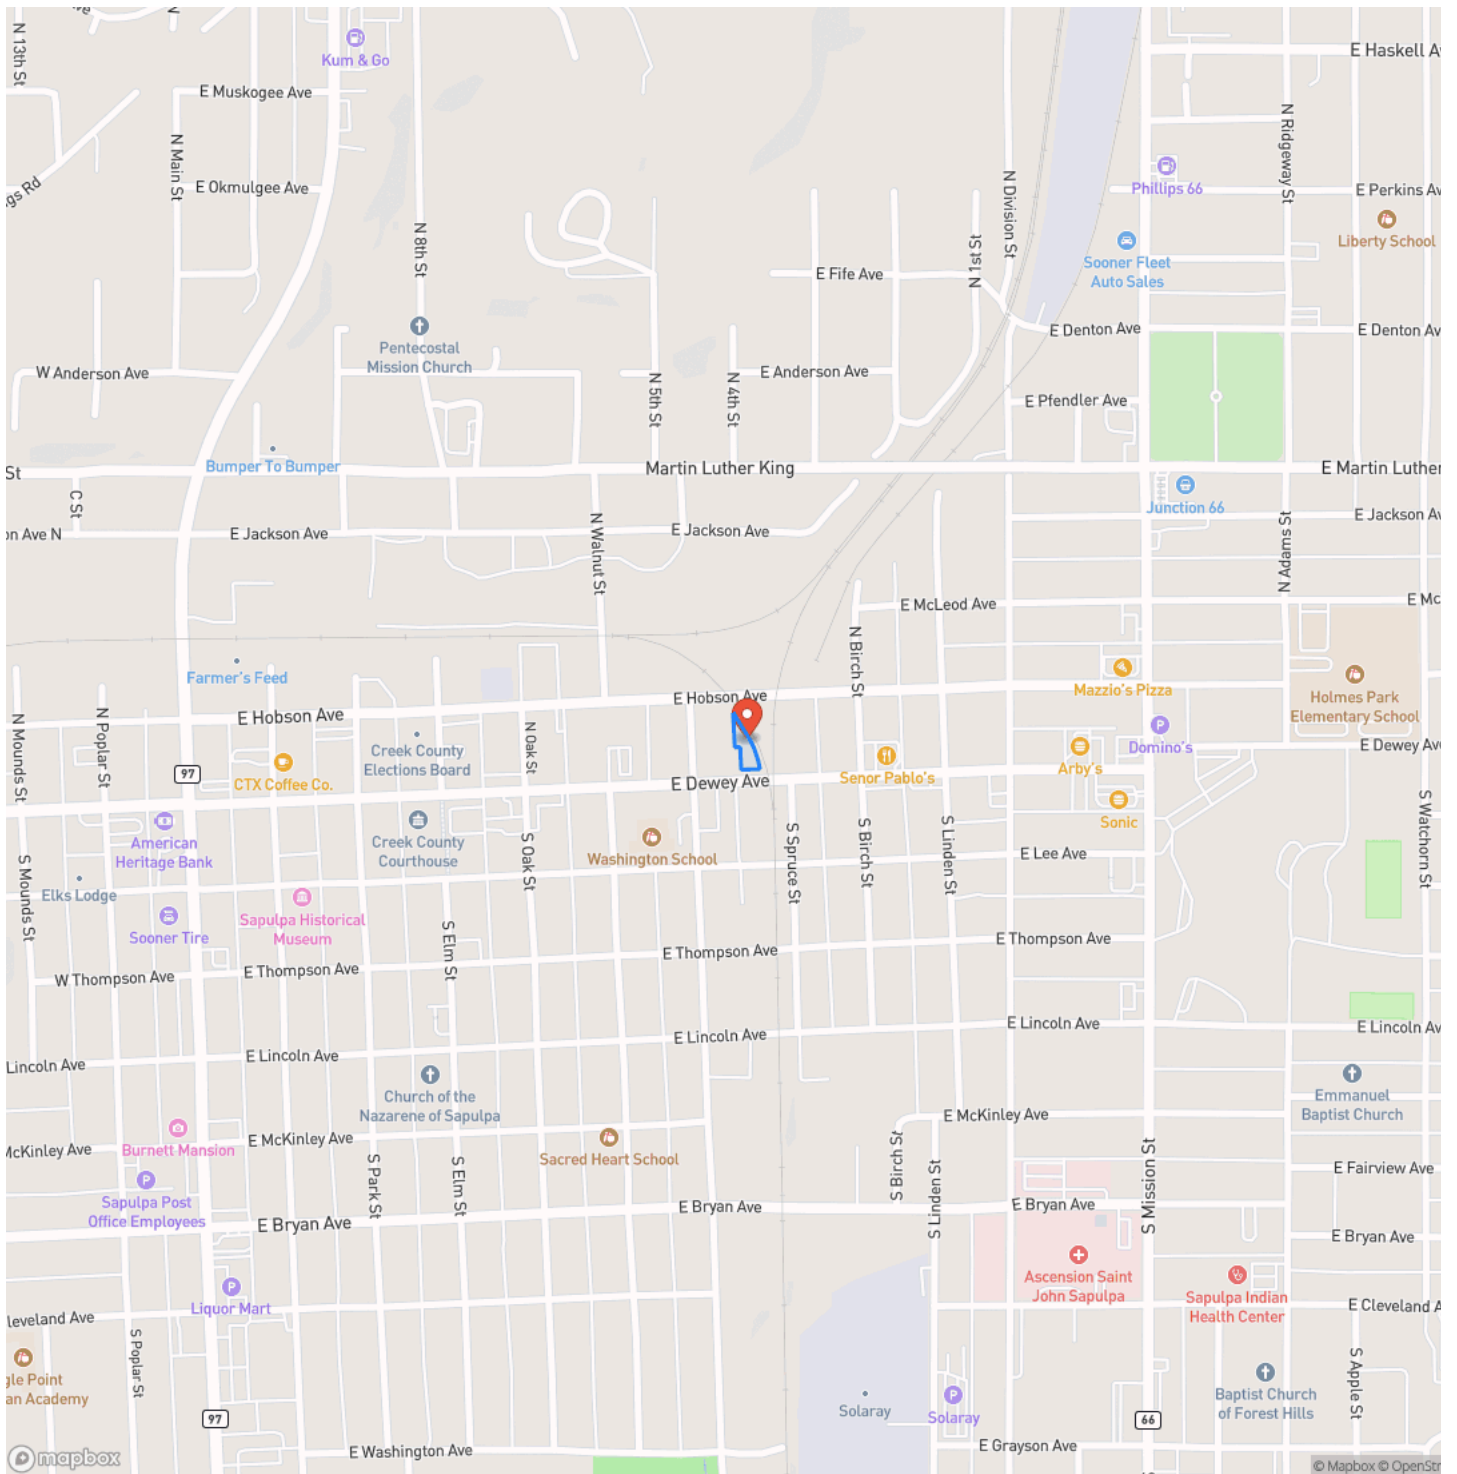 N 13th St
Kum & Go
E Muskogee Ave
N Main St
E Okmulgee Ave
gs Rd
N 8th St
N Division St
N 1st St
E Haskell A
N Ridgeway St
Phillips 66
E Perkins Av
Liberty School
Sooner Fleet
Auto Sales
E Fife Ave
E Denton Ave
E Denton Av
Pentecostal
Mission Church
W Anderson Ave
N 5th St
N 4th St
E Anderson Ave
E Pfendler Ave
St
Bumper To Bumper
Martin Luther King
E Martin Luther
C St
Junction 66
on Ave N
E Jackson Ave
N Walnut St
E Jackson Ave
E Jackson Av
N Adams St
E McLeod Ave
E Mc
N Birch St
Farmer's Feed
Mazzio's Pizza
Holmes Park
Elementary School
E Hobson Ave
E Hobson Ave
N Mounds St
N Poplar St
N Oak St
97
CTX Coffee Co.
Creek County
Elections Board
E Dewey Ave
Senor Pablo's
Arby's
Domino's
E Dewey Ave
Sonic
American
Heritage Bank
Creek County
Courthouse
S Oak St
Washington School
S Spruce St
S Birch St
S Linden St
E Lee Ave
S Watchorn St
S Mounds St
Elks Lodge
Sooner Tire
Sapulpa Historical
Museum
S Elm St
E Thompson Ave
E Thompson Ave
W Thompson Ave
E Thompson Ave
E Lincoln Ave
E Lincoln Ave
E Lincoln Av
Lincoln Ave
E Lincoln Ave
Church of the
Nazarene of Sapulpa
E McKinley Ave
Emmanuel
Baptist Church
McKinley Ave
Burnett Mansion
E McKinley Ave
Sacred Heart School
S Birch St
S Linden St
S Mission St
E Fairview Ave
Sapulpa Post
Office Employees
S Park St
S Elm St
E Bryan Ave
E Bryan Ave
E Bryan Ave
E Bryan Ave
Ascension Saint
John Sapulpa
Sapulpa Indian
Health Center
Liquor Mart
leveland Ave
E Cleveland A
S Poplar St
gle Point
an Academy
97
Solaray
Solaray
66
Baptist Church
of Forest Hills
S Apple St
E Washington Ave
E Grayson Ave
mapbox
© Mapbox © OpenStr